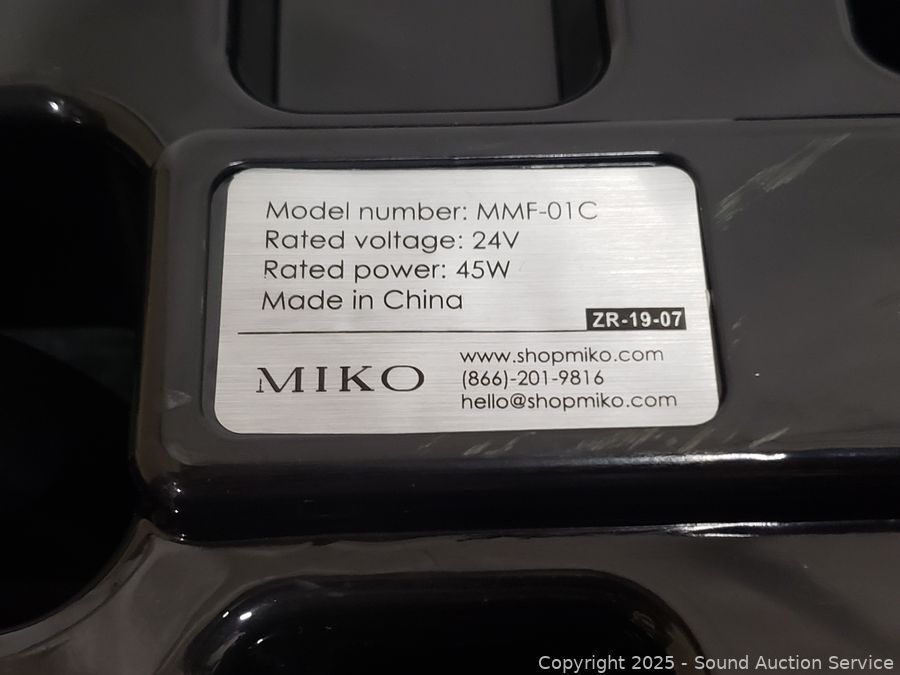 Model number: MMF-01C
Rated voltage: 24V
Rated power: 45W
Made in China
ZR-19-07
MIKO
www.shopmiko.com
(866)-201-9816
hello@shopmiko.com
Copyright 2025 - Sound Auction Service